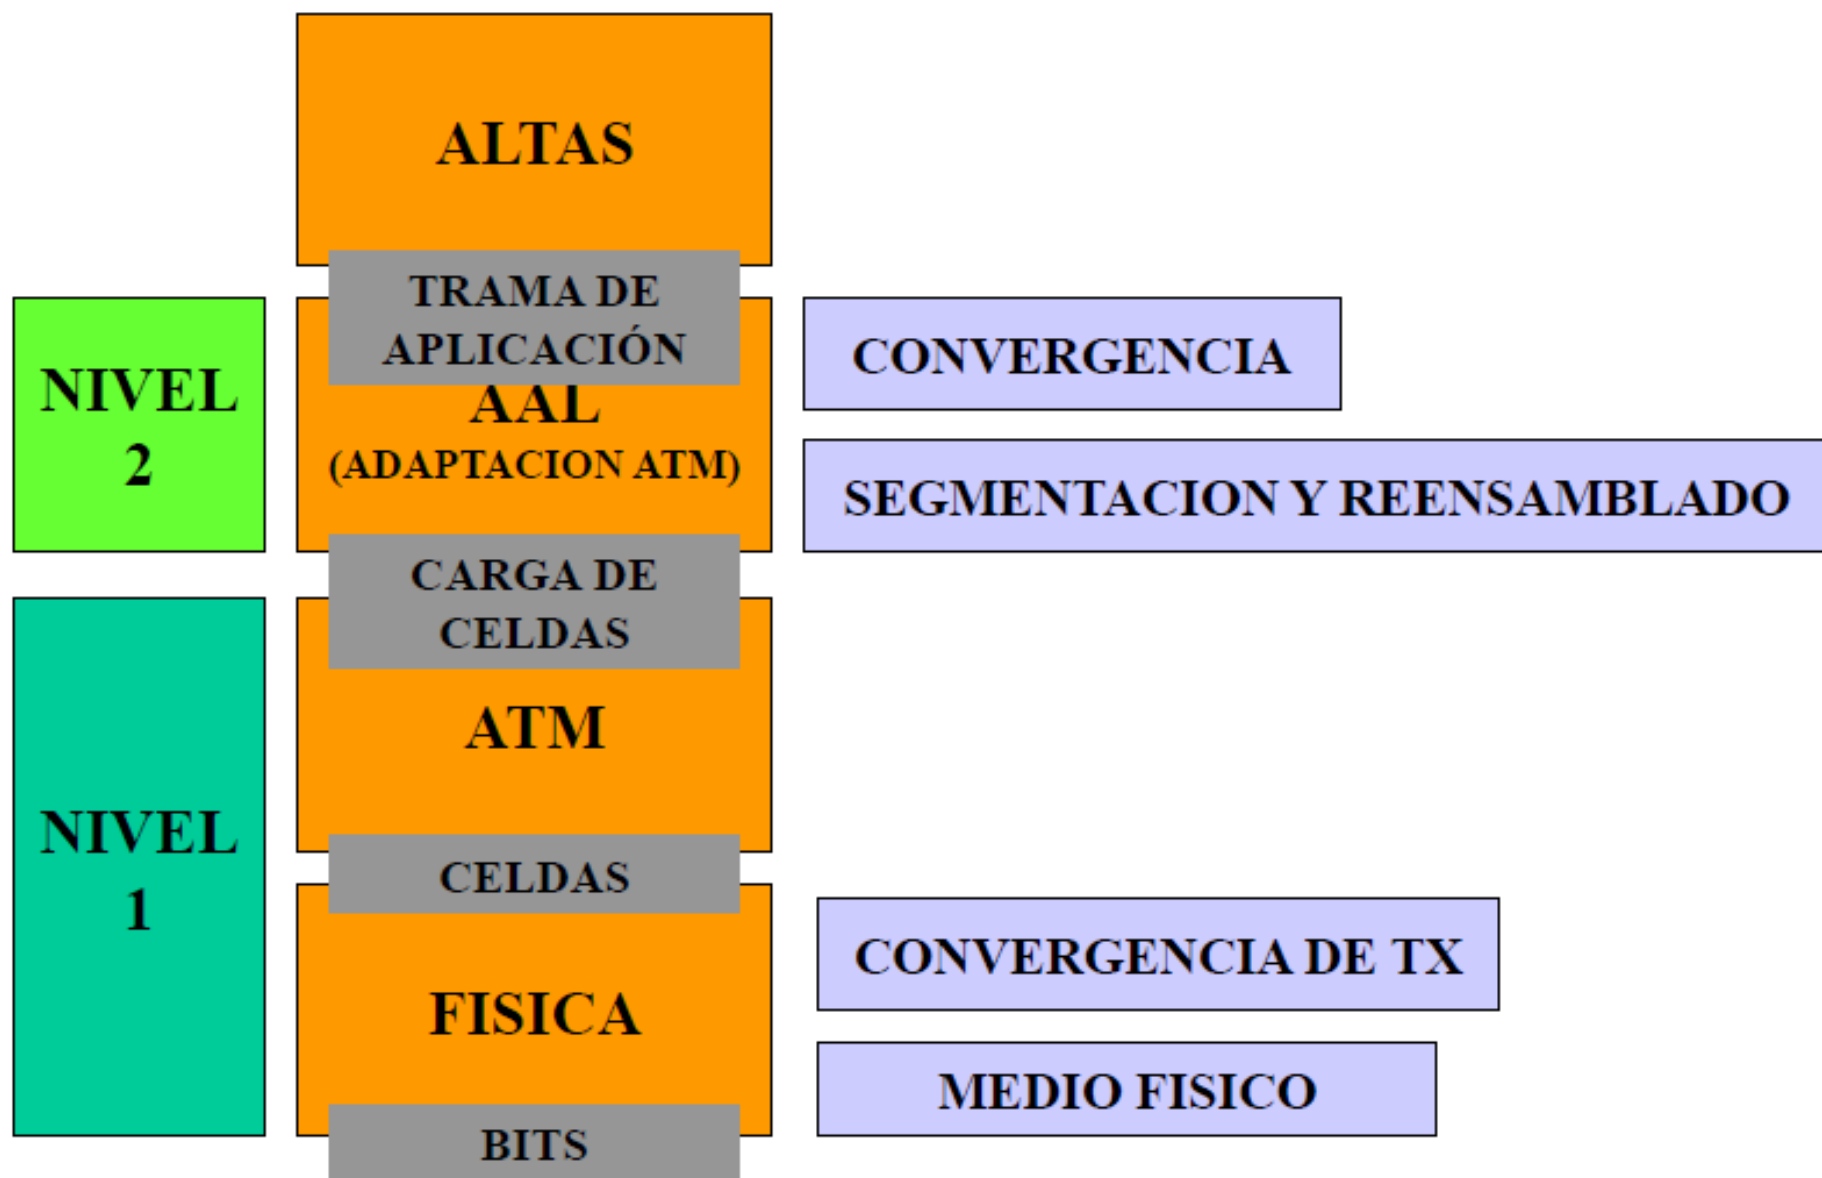 ALTAS
TRAMA DE
APLICACIÓN
NIVEL
2
AAL
(ADAPTACION ATM)
CONVERGENCIA
SEGMENTACION Y REENSAMBLADO
CARGA DE
CELDAS
ATM
NIVEL
1
CELDAS
FISICA
CONVERGENCIA DE TX
MEDIO FISICO
BITS